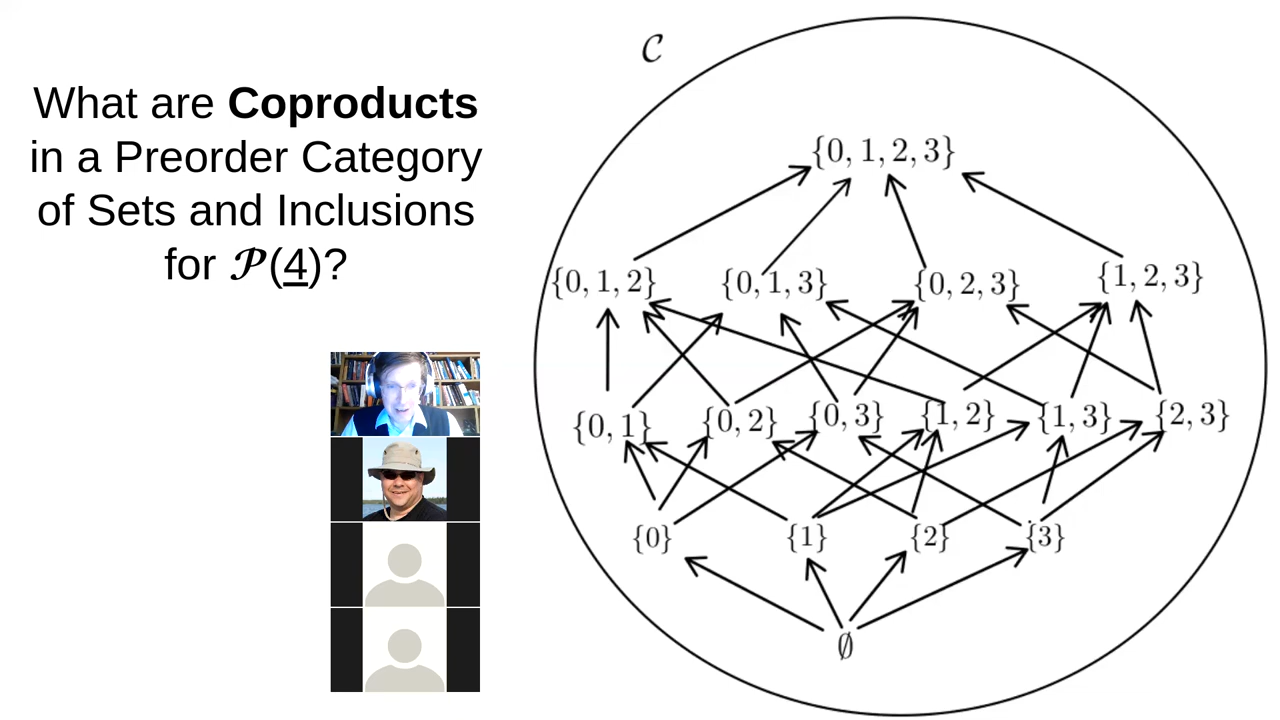 What are Coproducts
in a Preorder Category
of Sets and Inclusions
for 𝒫(4)?
𝒞
{0, 1, 2, 3}
{0, 1, 2} {0, 1, 3} {0, 2, 3} {1, 2, 3}
{0, 1} {0, 2} {0, 3} {1, 2} {1, 3} {2, 3}
{0} {1} {2} {3}
∅